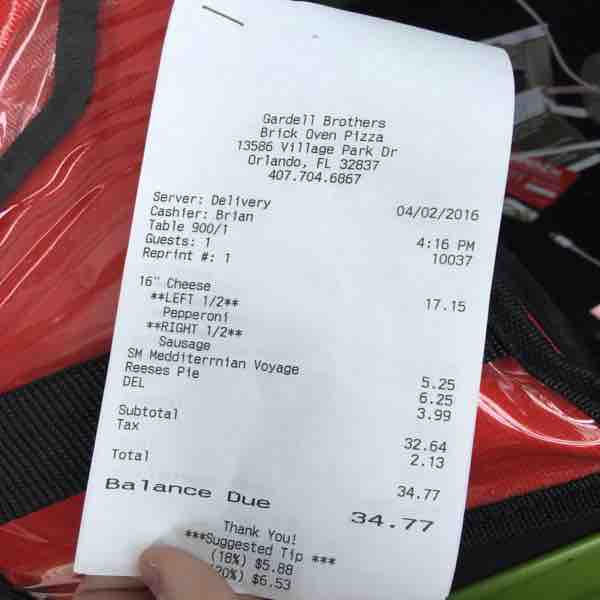 Gardell Brothers
Brick Oven Pizza
13586 Village Park Dr
Orlando, FL 32837
407.704.6867
Server: Delivery 04/02/2016
Cashier: Brian
Table 900/1 4:16 PM
Guests: 1 10037
Reprint #: 1
16" Cheese 17.15
**LEFT 1/2**
Pepperoni
**RIGHT 1/2**
Sausage
SM Medditerrnian Voyage 5.25
Reeses Pie 6.25
DEL 3.99
Subtotal 32.64
Tax 2.13
Total 34.77
Balance Due 34.77
Thank You!
***Suggested Tip ***
(18%) $5.88
20%) $6.53